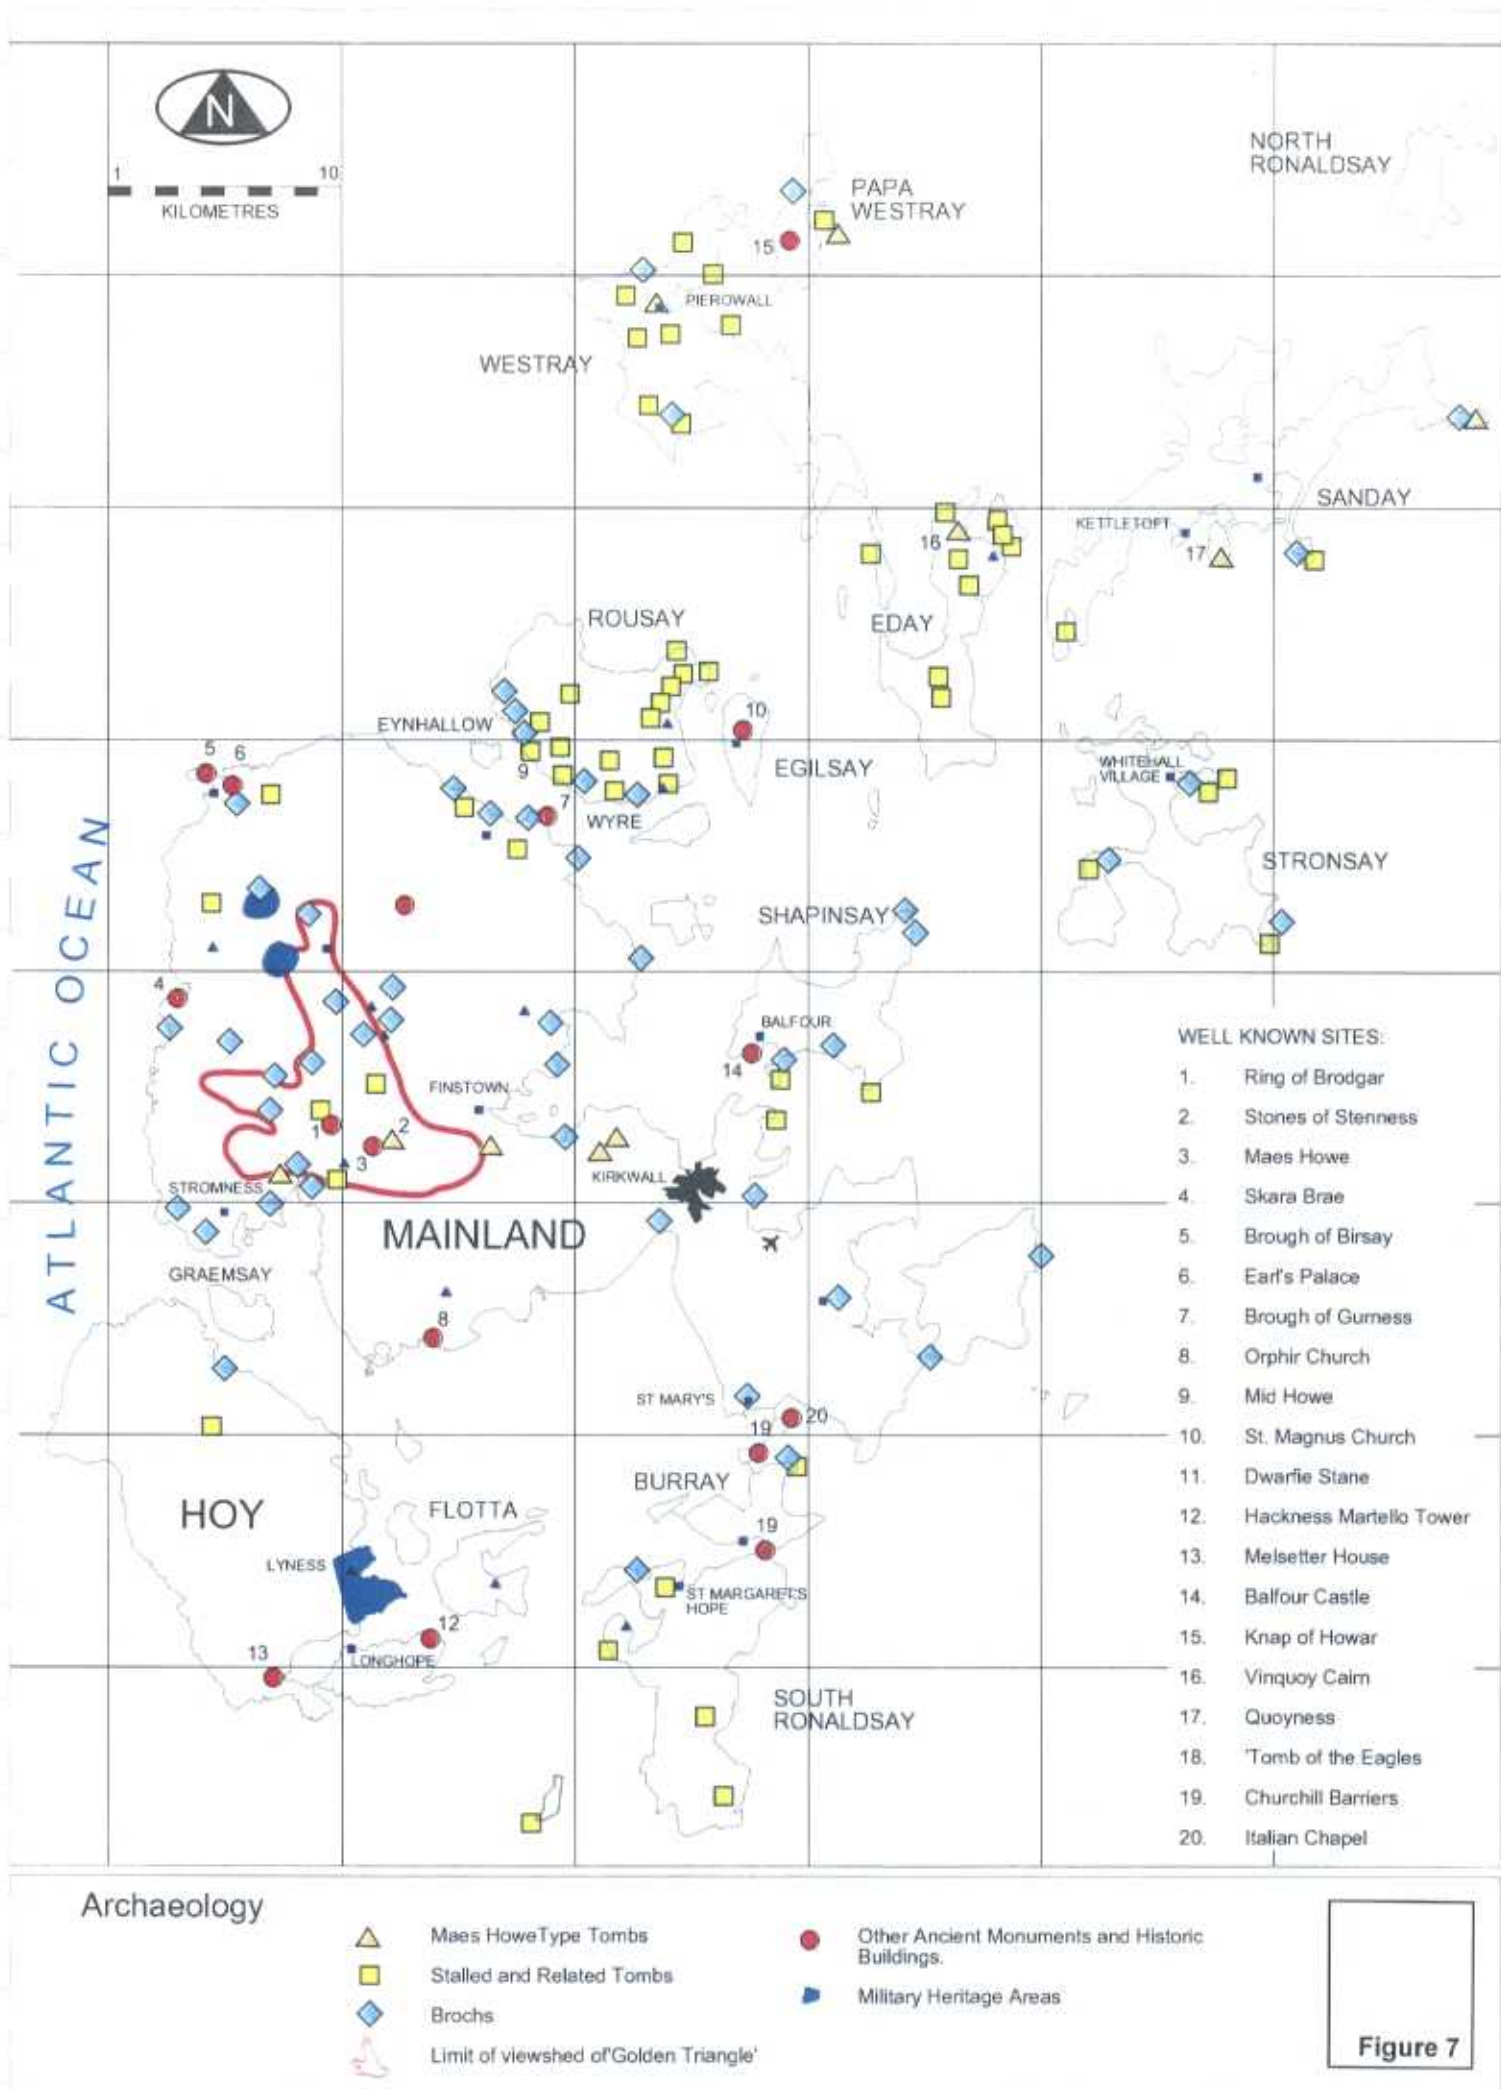 N
1 10
KILOMETRES
NORTH
RONALDSAY
PAPA
WESTRAY
15
PIEROWALL
WESTRAY
SANDAY
KETTLETOFT
16
17
ROUSAY
EDAY
10
EYNHALLOW
5 6
9
EGILSAY
WHITEHALL
VILLAGE
7
WYRE
ATLANTIC OCEAN
STRONSAY
SHAPINSAY
4
BALFOUR
14
FINSTOWN
1
2
3
KIRKWALL
STROMNESS
MAINLAND
GRAEMSAY
8
ST MARY'S
19
20
BURRAY
HOY
FLOTTA
19
LYNESS
ST MARGARETS
HOPE
12
13
LONGHOPE
SOUTH
RONALDSAY
WELL KNOWN SITES:
1. Ring of Brodgar
2. Stones of Stenness
3. Maes Howe
4. Skara Brae
5. Brough of Birsay
6. Earl's Palace
7. Brough of Gurness
8. Orphir Church
9. Mid Howe
10. St. Magnus Church
11. Dwarfie Stane
12. Hackness Martello Tower
13. Melsetter House
14. Balfour Castle
15. Knap of Howar
16. Vinquoy Cairn
17. Quoyness
18. 'Tomb of the Eagles
19. Churchill Barriers
20. Italian Chapel
Archaeology
Maes HoweType Tombs
Stalled and Related Tombs
Brochs
Limit of viewshed of'Golden Triangle'
Other Ancient Monuments and Historic
Buildings.
Military Heritage Areas
Figure 7